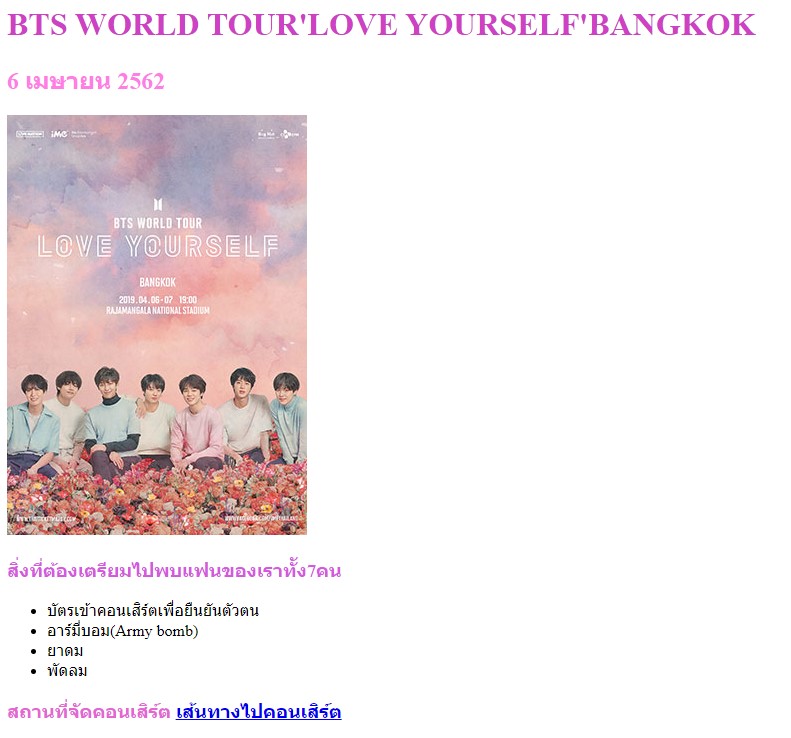 BTS WORLD TOUR'LOVE YOURSELF'BANGKOK
6 เมษายน 2562
LIVE NATION iME
Big Hit
BTS WORLD TOUR
LOVE YOURSELF
BANGKOK
2019.04.06-07 19:00
RAJAMANGALA NATIONAL STADIUM
สิ่งที่ต้องเตรียมไปพบแฟนของเราทั้ง7คน
บัตรเข้าคอนเสิร์ตเพื่อยืนยันตัวตน
อาร์มี่บอม(Army bomb)
ยาดม
พัดลม
สถานที่จัดคอนเสิร์ต เส้นทางไปคอนเสิร์ต